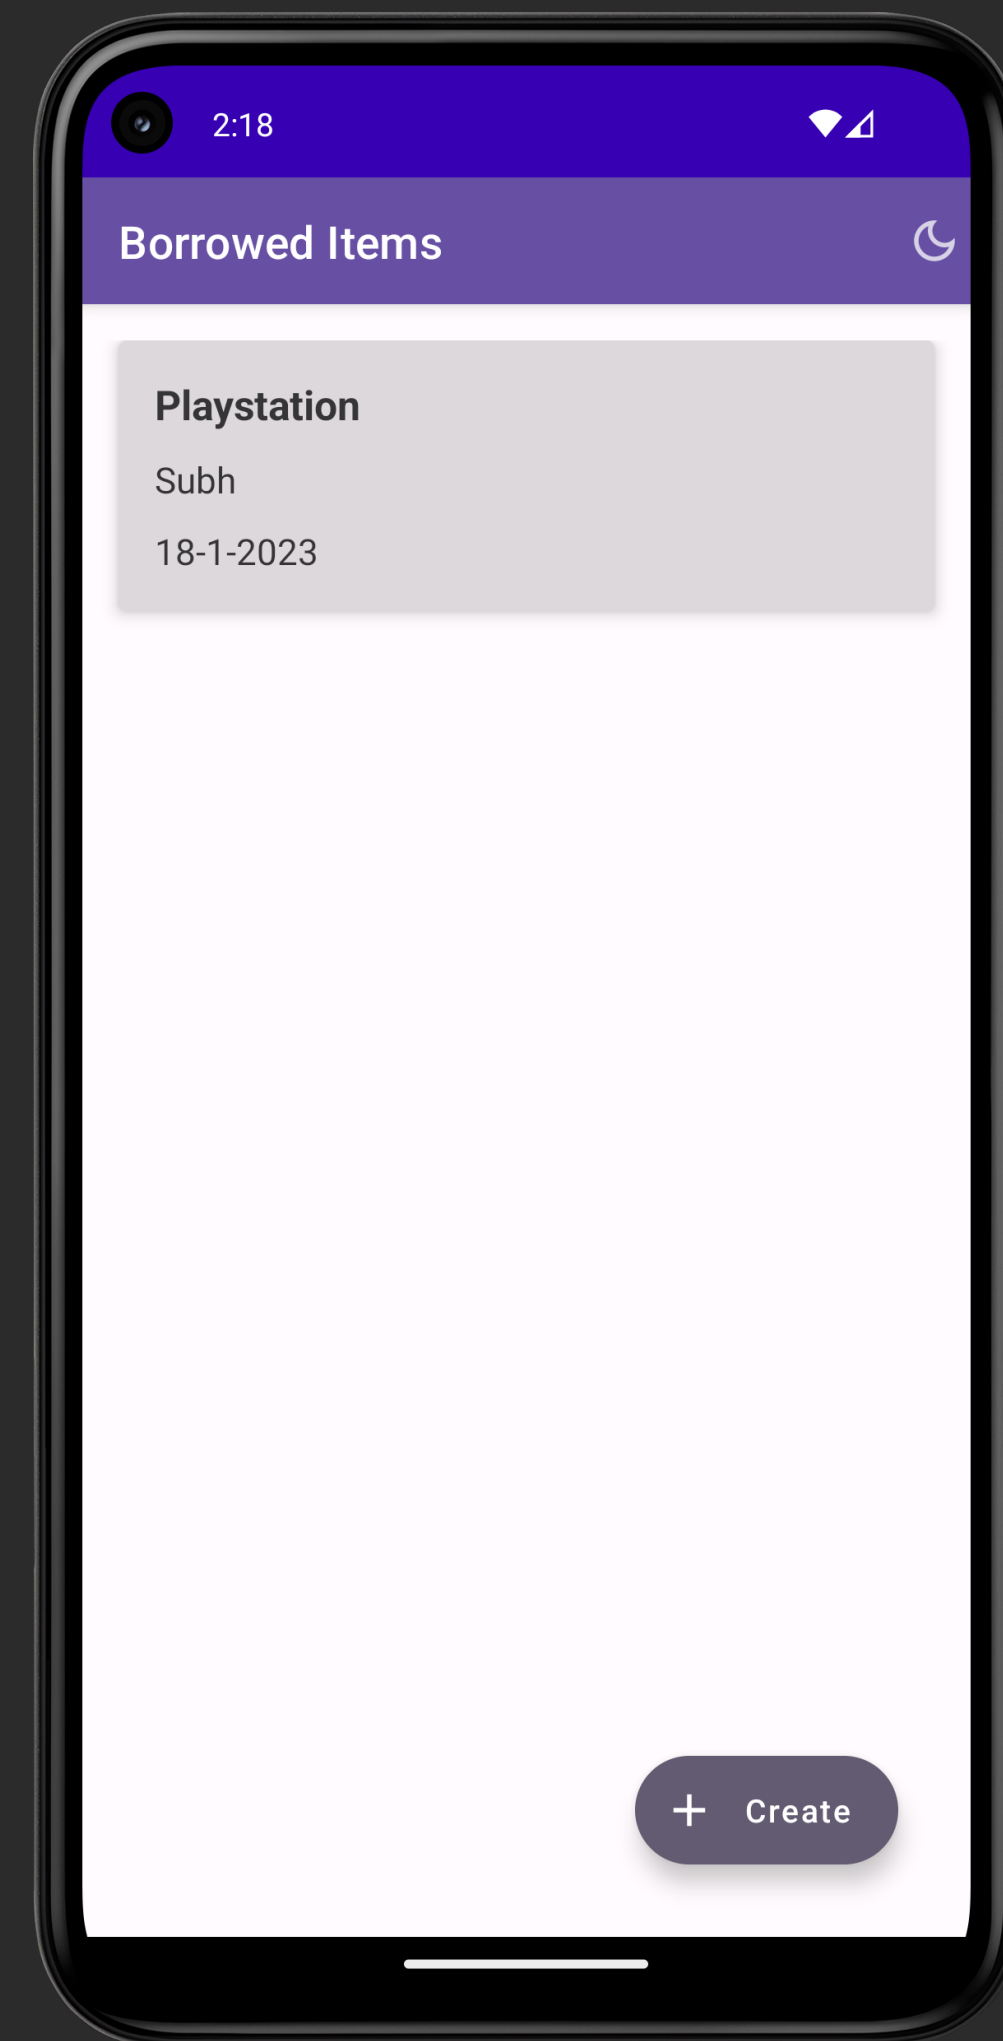 2:18
Borrowed Items
Playstation
Subh
18-1-2023
Create